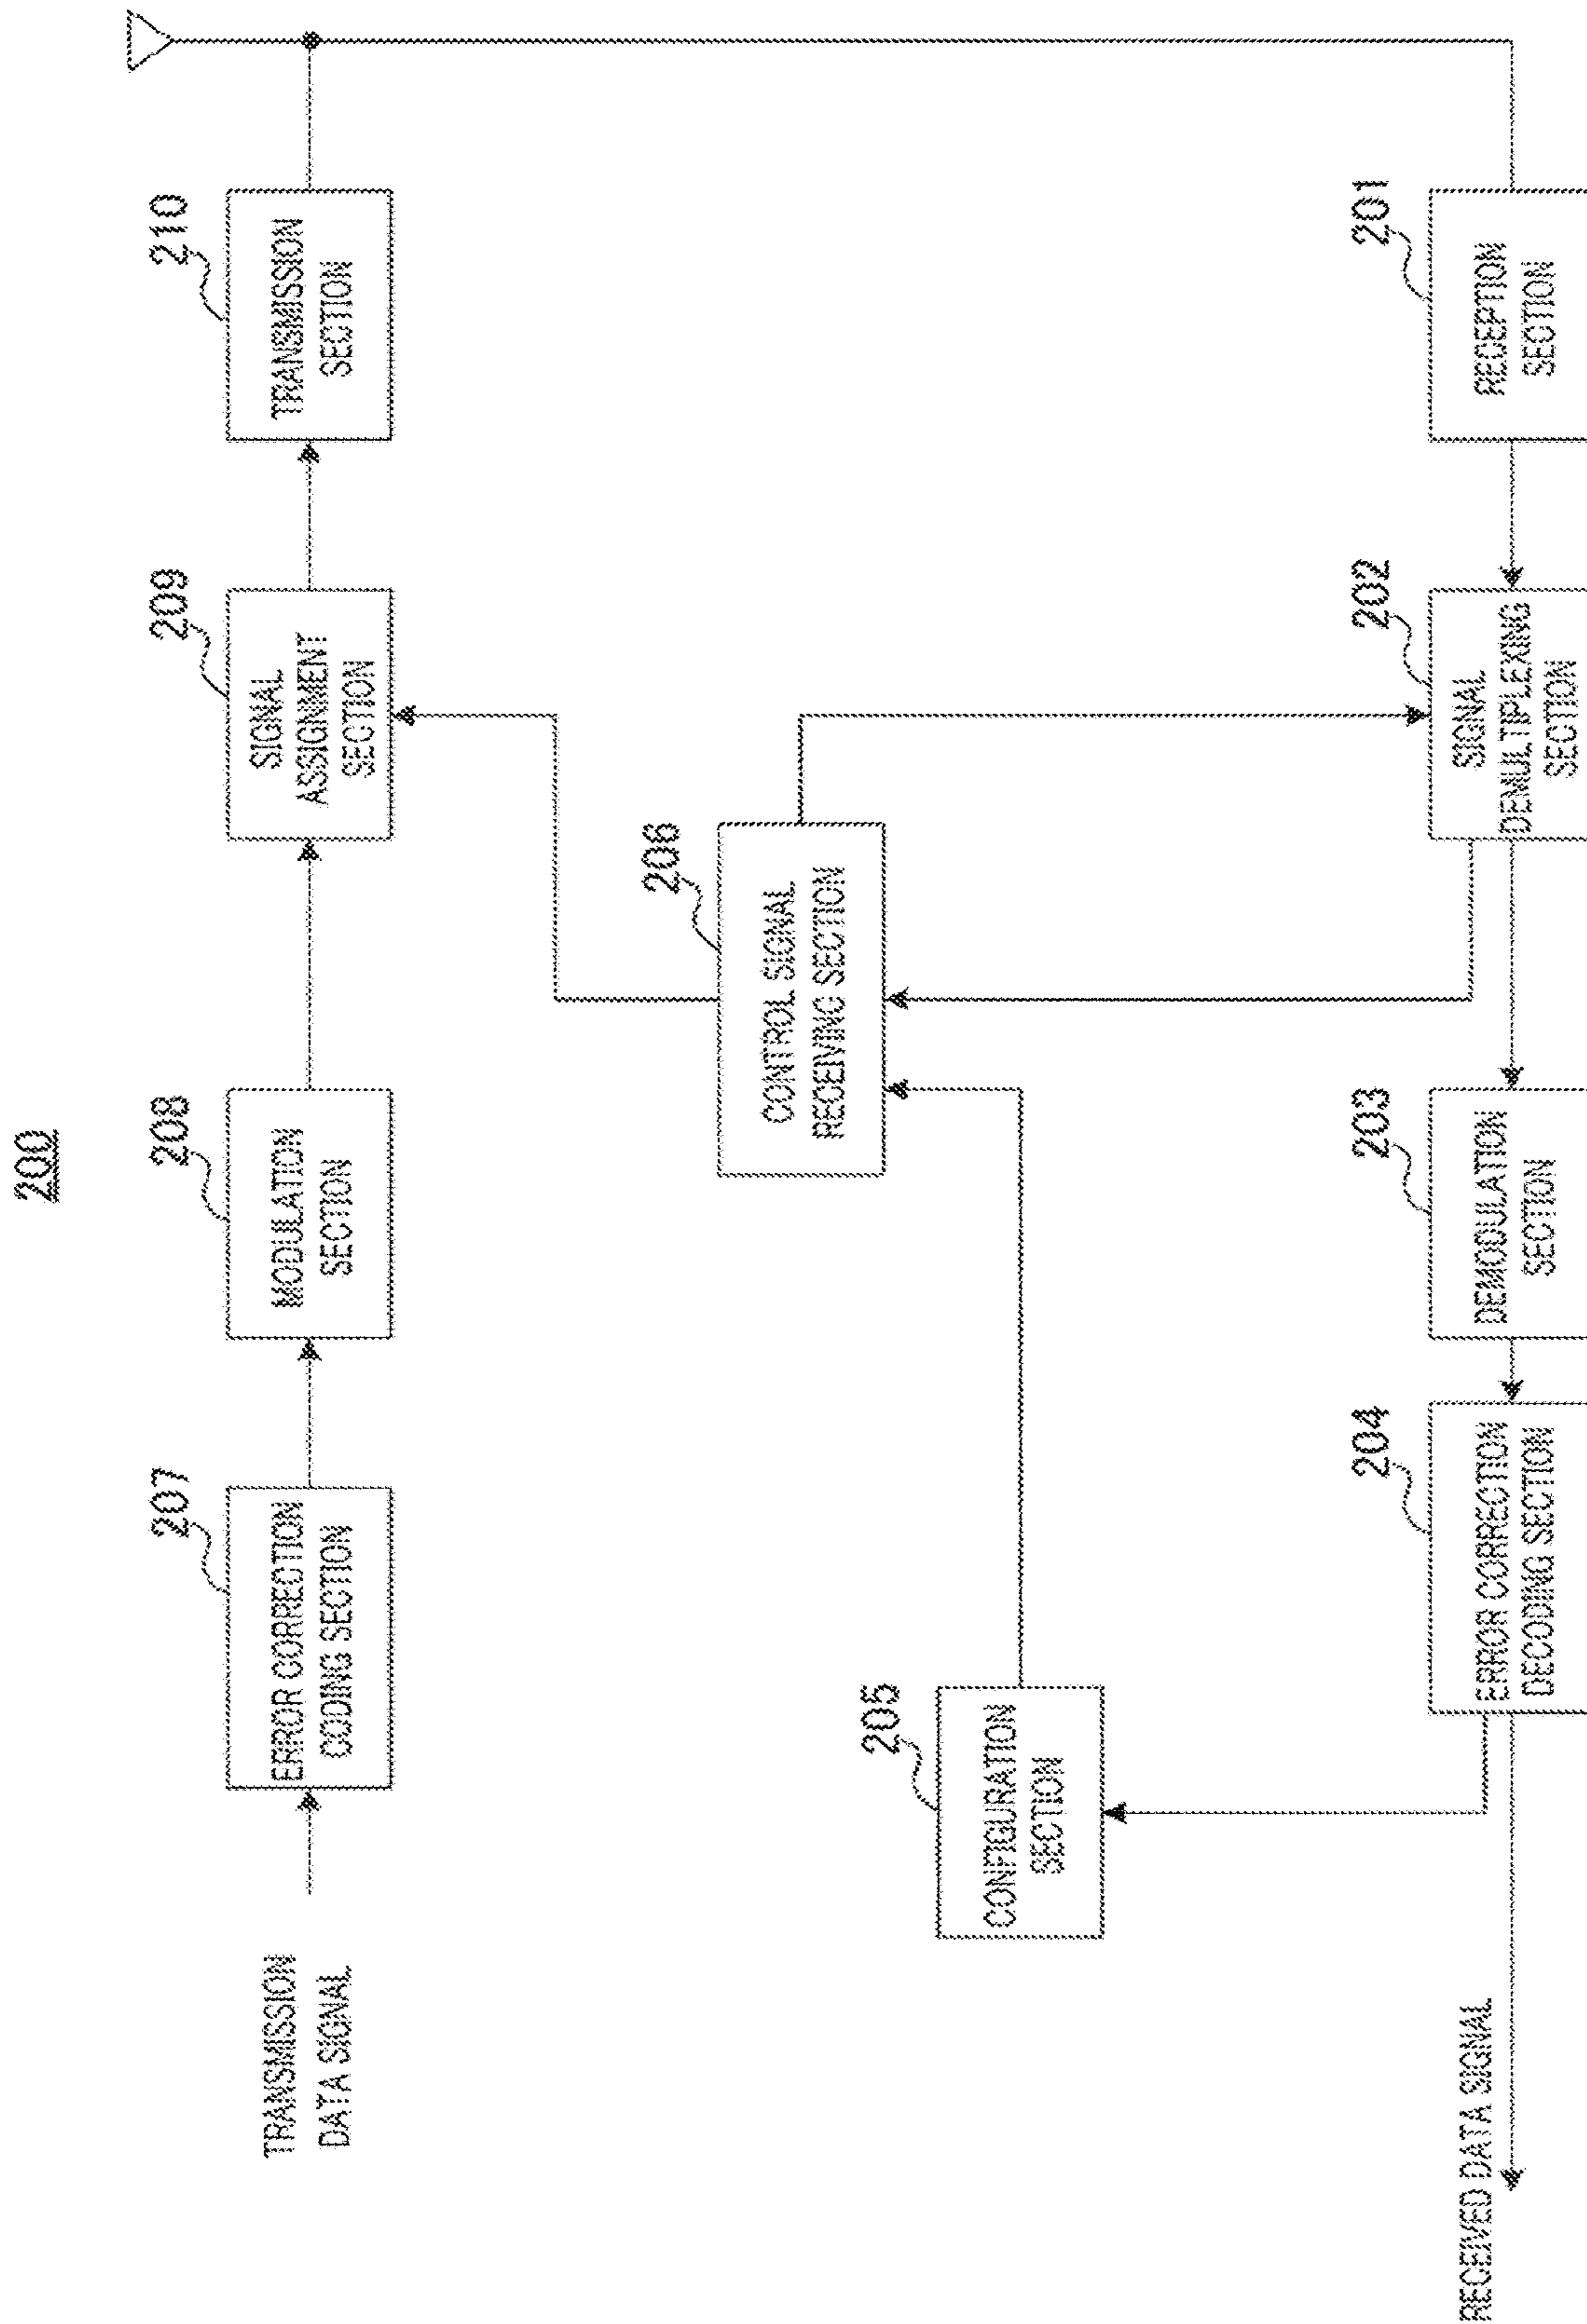 200
TRANSMISSION
DATA SIGNAL
207
ERROR CORRECTION
CODING SECTION
208
MODULATION
SECTION
209
SIGNAL
ASSIGNMENT
SECTION
210
TRANSMISSION
SECTION
206
CONTROL SIGNAL
RECEIVING SECTION
205
CONFIGURATION
SECTION
RECEIVED DATA SIGNAL
204
ERROR CORRECTION
DECODING SECTION
203
DEMODULATION
SECTION
202
SIGNAL
DEMULTIPLEXING
SECTION
201
RECEPTION
SECTION